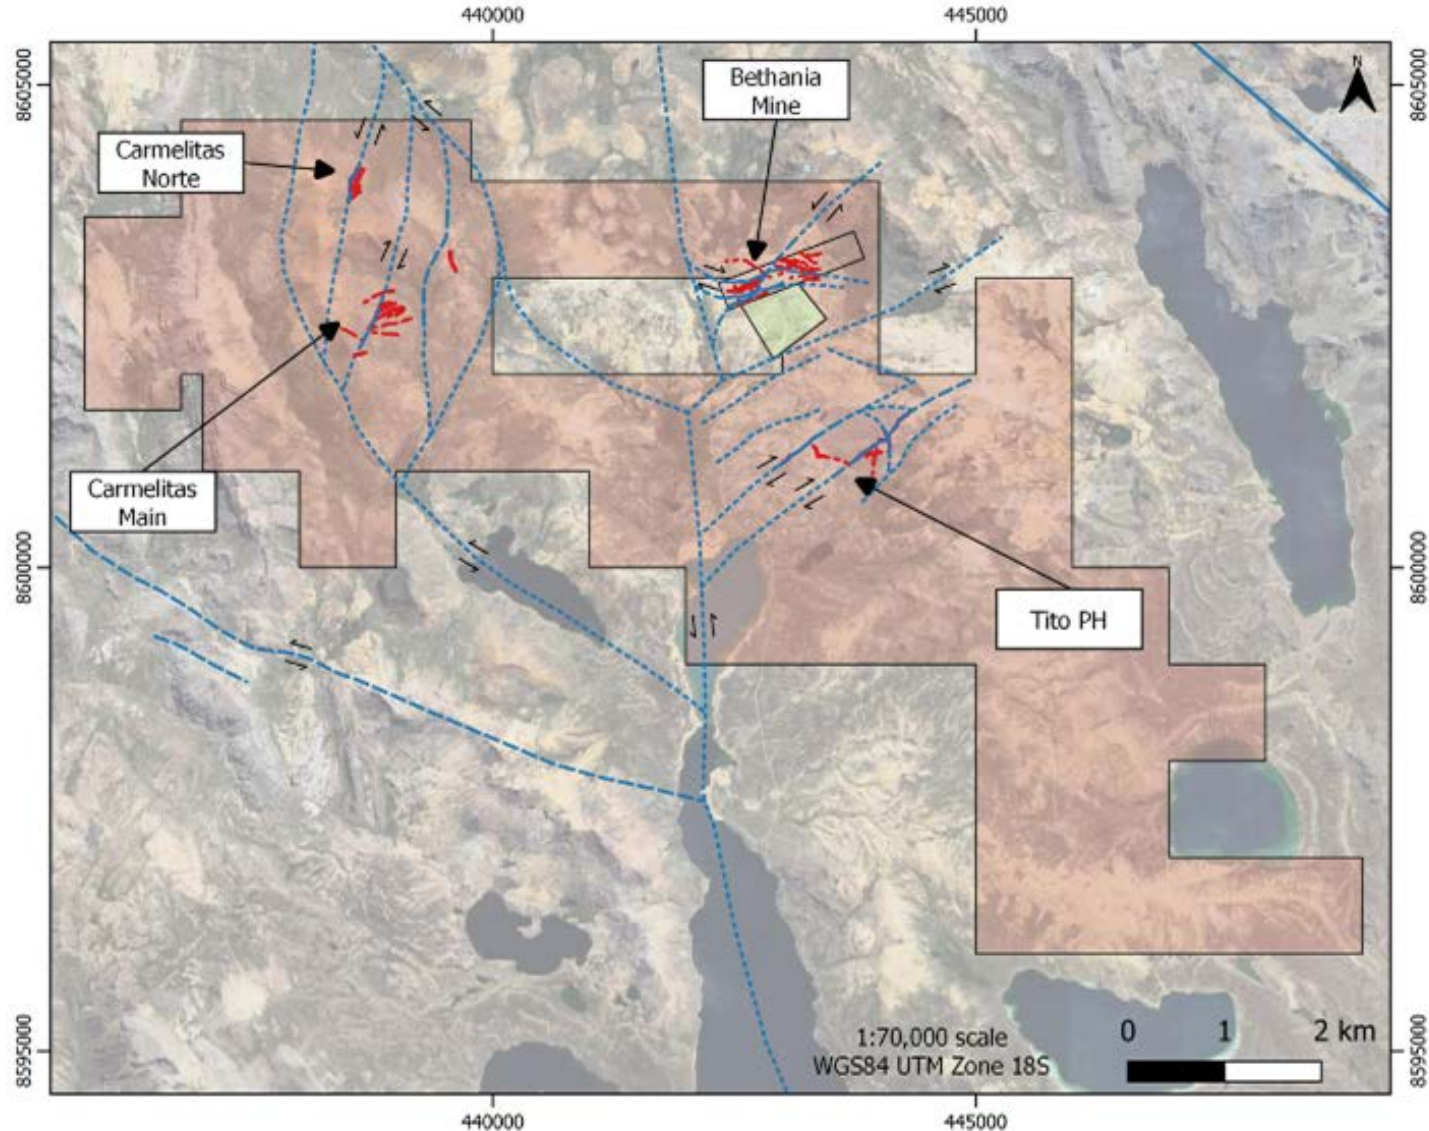 440000
445000
8605000
8605000
N
Bethania
Mine
Carmelitas
Norte
Carmelitas
Main
Tito PH
8600000
8600000
1:70,000 scale
WGS84 UTM Zone 18S
0 1 2 km
8595000
8595000
440000
445000